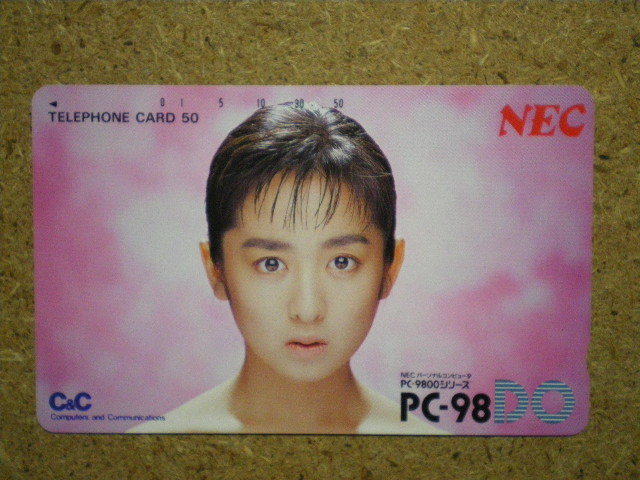 0 1 5 10 30 50
TELEPHONE CARD 50
NEC
NEC パーソナルコンピュータ
PC-9800シリーズ
PC-98DO
C&C
Computers and Communications